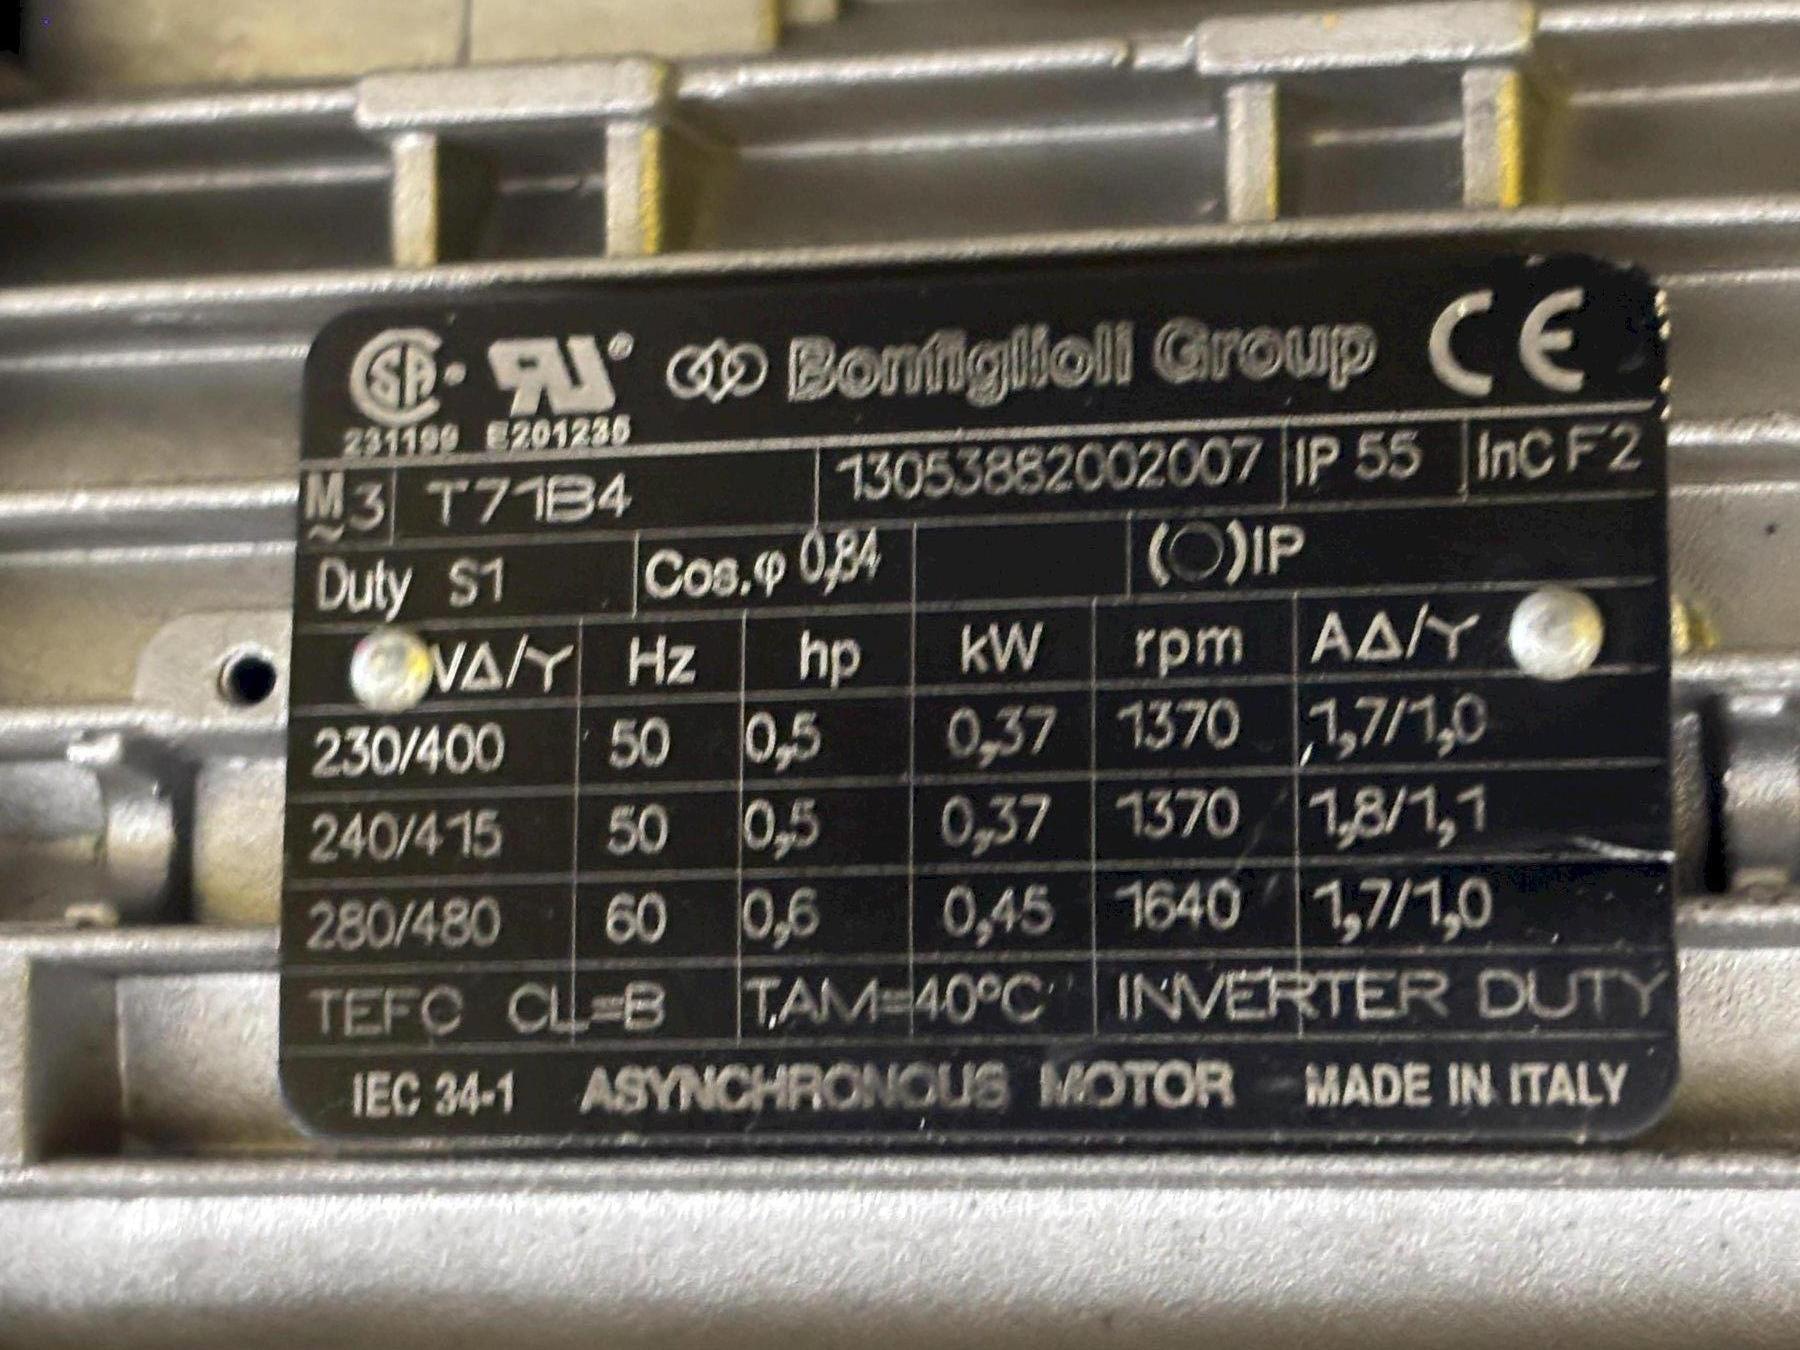 CSA ® RU ® Bonfiglioli Group CE
231199 E201235
M~ 3 T71B4 13053882002007 IP 55 InC F2
Duty S1 Cos.φ 0,84 ( )IP
VΔ/Y Hz hp kW rpm AΔ/Y
230/400 50 0,5 0,37 1370 1,7/1,0
240/415 50 0,5 0,37 1370 1,8/1,1
280/480 60 0,6 0,45 1640 1,7/1,0
TEFC CL=B TAM=40°C INVERTER DUTY
IEC 34-1 ASYNCHRONOUS MOTOR MADE IN ITALY